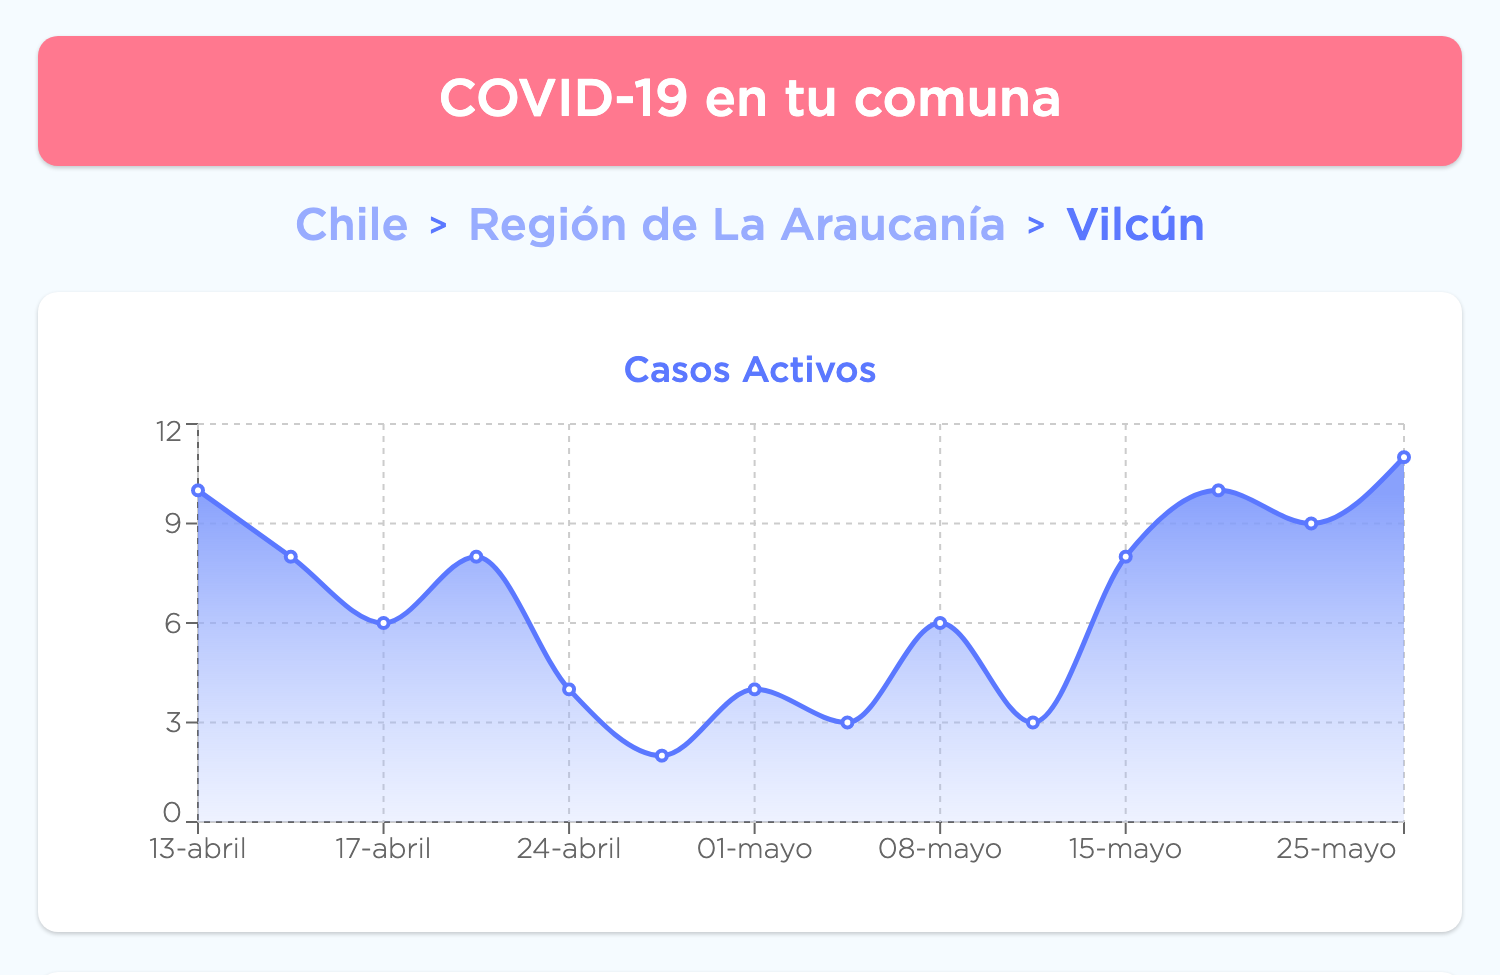 COVID-19 en tu comuna
Chile > Región de La Araucanía > Vilcún
Casos Activos
12
9
6
3
0
13-abril 17-abril 24-abril 01-mayo 08-mayo 15-mayo 25-mayo